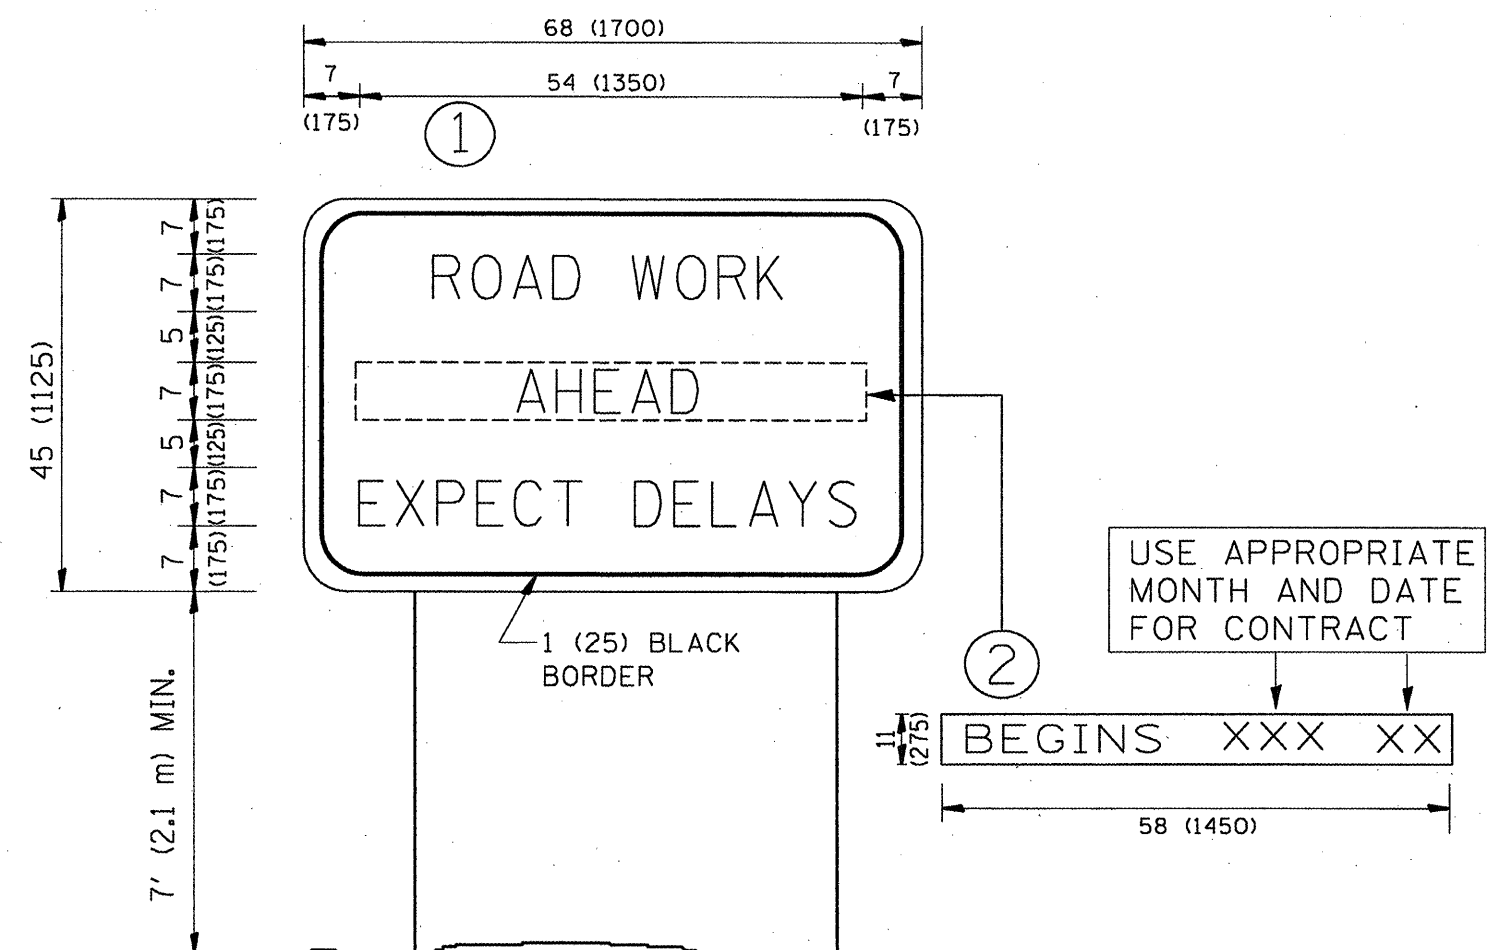 68 (1700)
7
54 (1350)
7
(175)
(175)
1
7 (175)
7 (175)
5 (125)
7 (175)
5 (125)
7 (175)
7 (175)
45 (1125)
ROAD WORK
AHEAD
EXPECT DELAYS
1 (25) BLACK
BORDER
7' (2.1 m) MIN.
USE APPROPRIATE
MONTH AND DATE
FOR CONTRACT
2
11
(275)
BEGINS XXX XX
58 (1450)